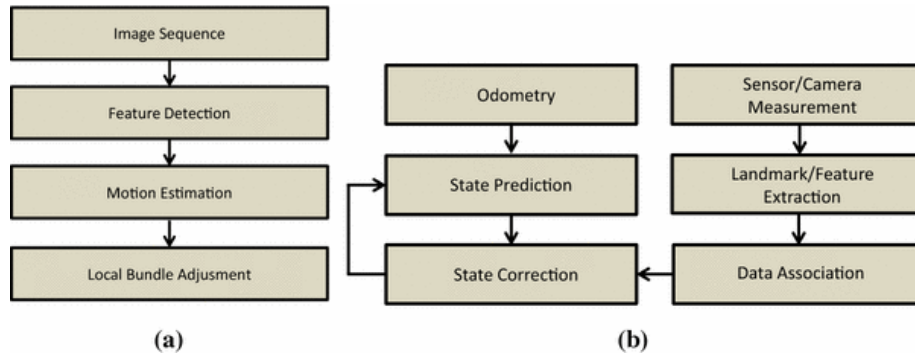 Image Sequence
Feature Detection
Motion Estimation
Local Bundle Adjusment
(a)
Odometry
State Prediction
State Correction
Sensor/Camera
Measurement
Landmark/Feature
Extraction
Data Association
(b)